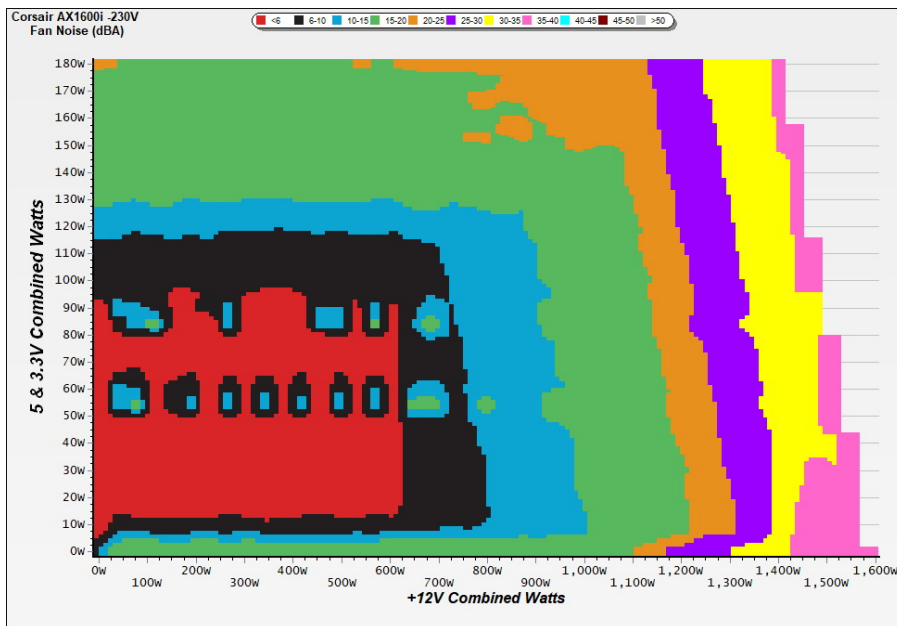 Corsair AX1600i -230V
Fan Noise (dBA)
<6 6-10 10-15 15-20 20-25 25-30 30-35 35-40 40-45 45-50 >50
5 & 3.3V Combined Watts
180W
170W
160W
150W
140W
130W
120W
110W
100W
90W
80W
70W
60W
50W
40W
30W
20W
10W
0W
0W 200W 400W 600W 800W 1,000W 1,200W 1,400W 1,600W
100W 300W 500W 700W 900W 1,100W 1,300W 1,500W
+12V Combined Watts